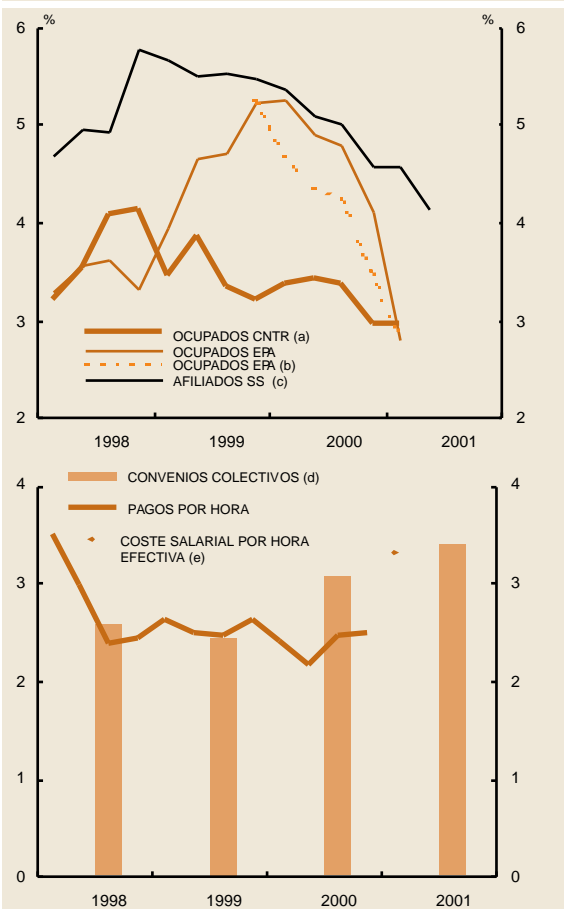 % %
6 6
5 5
4 4
3 3
OCUPADOS CNTR (a)
OCUPADOS EPA
OCUPADOS EPA (b)
AFILIADOS SS (c)
2 2
1998 1999 2000 2001
CONVENIOS COLECTIVOS (d)
4 4
PAGOS POR HORA
COSTE SALARIAL POR HORA
EFECTIVA (e)
3 3
2 2
1 1
0 0
1998 1999 2000 2001